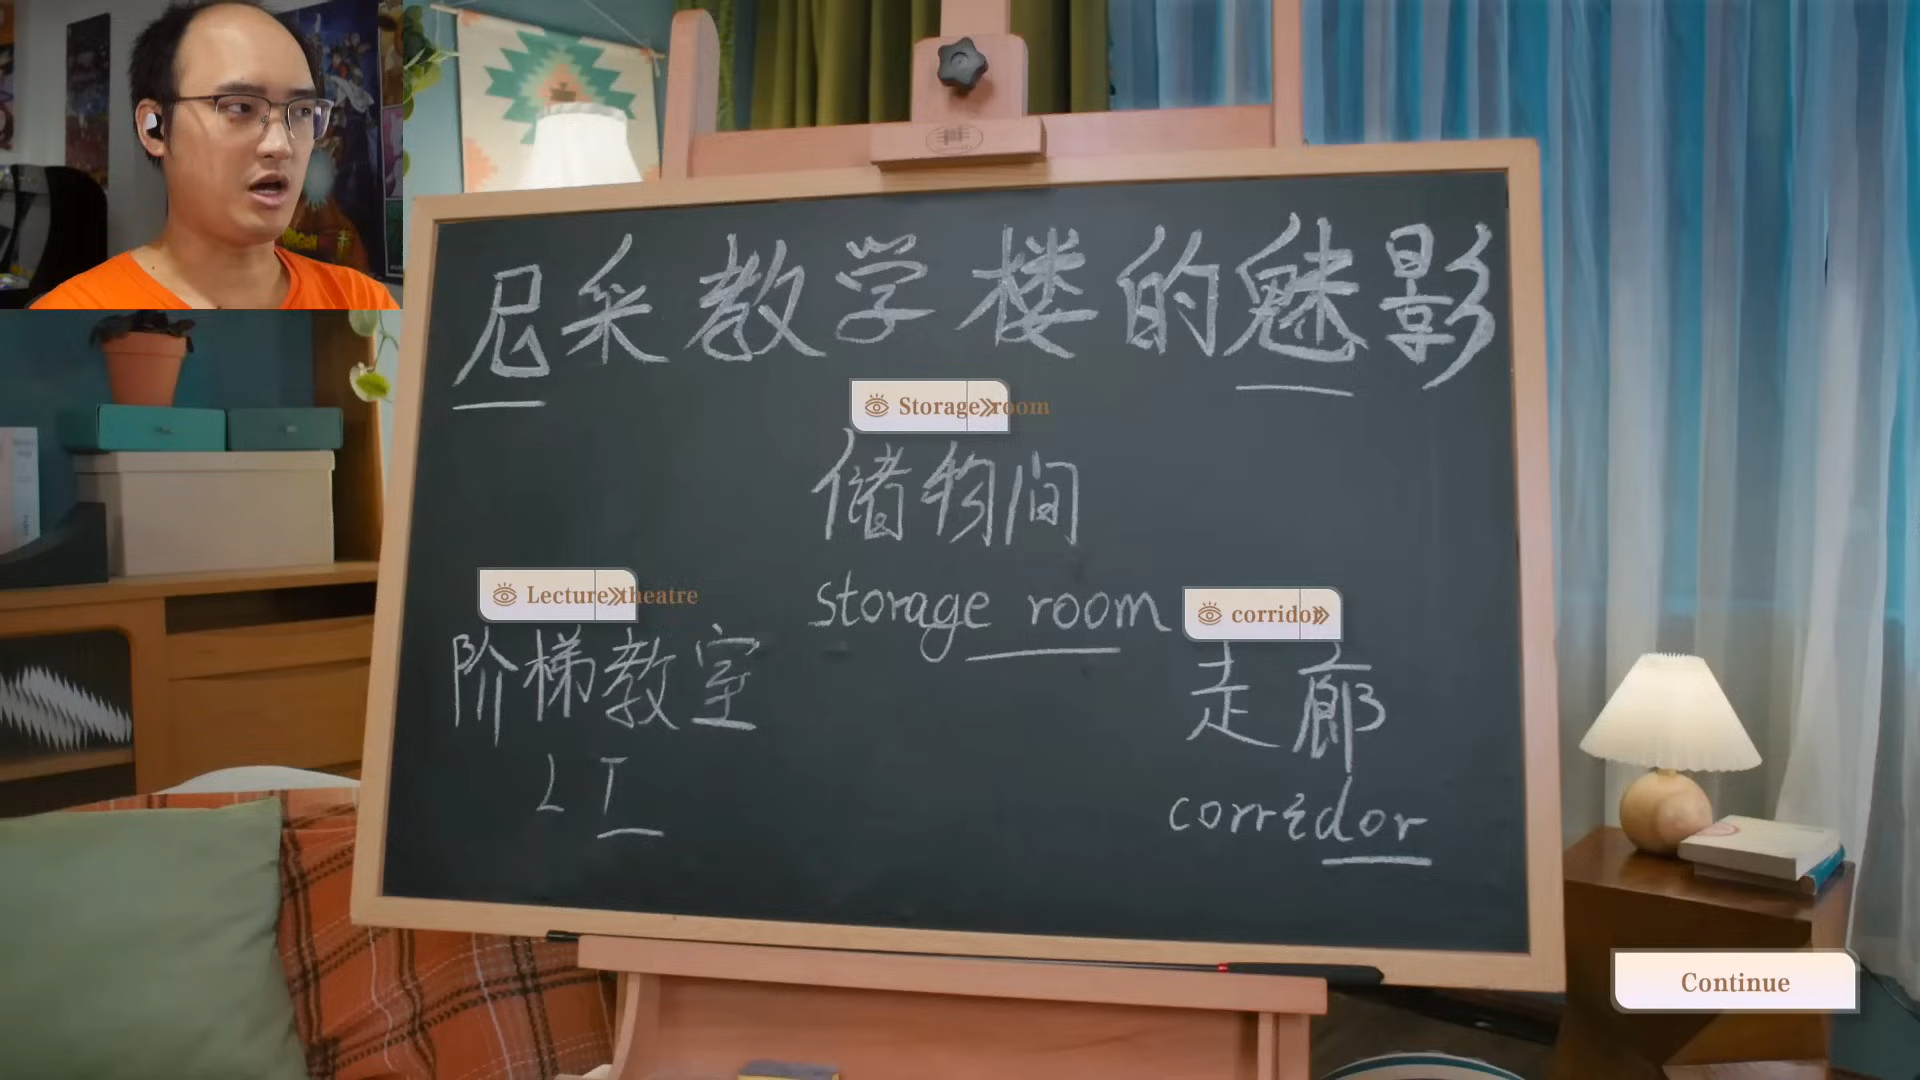 尼采教学楼的魅影
Storage room
储物间
storage room
Lecture theatre
阶梯教室
LT
corridor
走廊
corridor
Continue